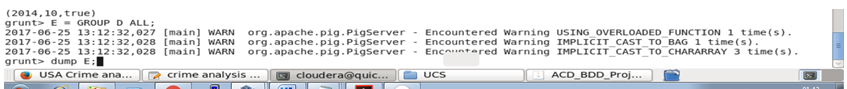 (2014,10,true)
grunt> E = GROUP D ALL;
2017-06-25 13:12:32,027 [main] WARN  org.apache.pig.PigServer - Encountered Warning USING_OVERLOADED_FUNCTION 1 time(s).
2017-06-25 13:12:32,028 [main] WARN  org.apache.pig.PigServer - Encountered Warning IMPLICIT_CAST_TO_BAG 1 time(s).
2017-06-25 13:12:32,028 [main] WARN  org.apache.pig.PigServer - Encountered Warning IMPLICIT_CAST_TO_CHARARRAY 3 time(s).
grunt> dump E;
USA Crime ana... crime analysis ... cloudera@quic... UCS ACD_BDD_Proj...